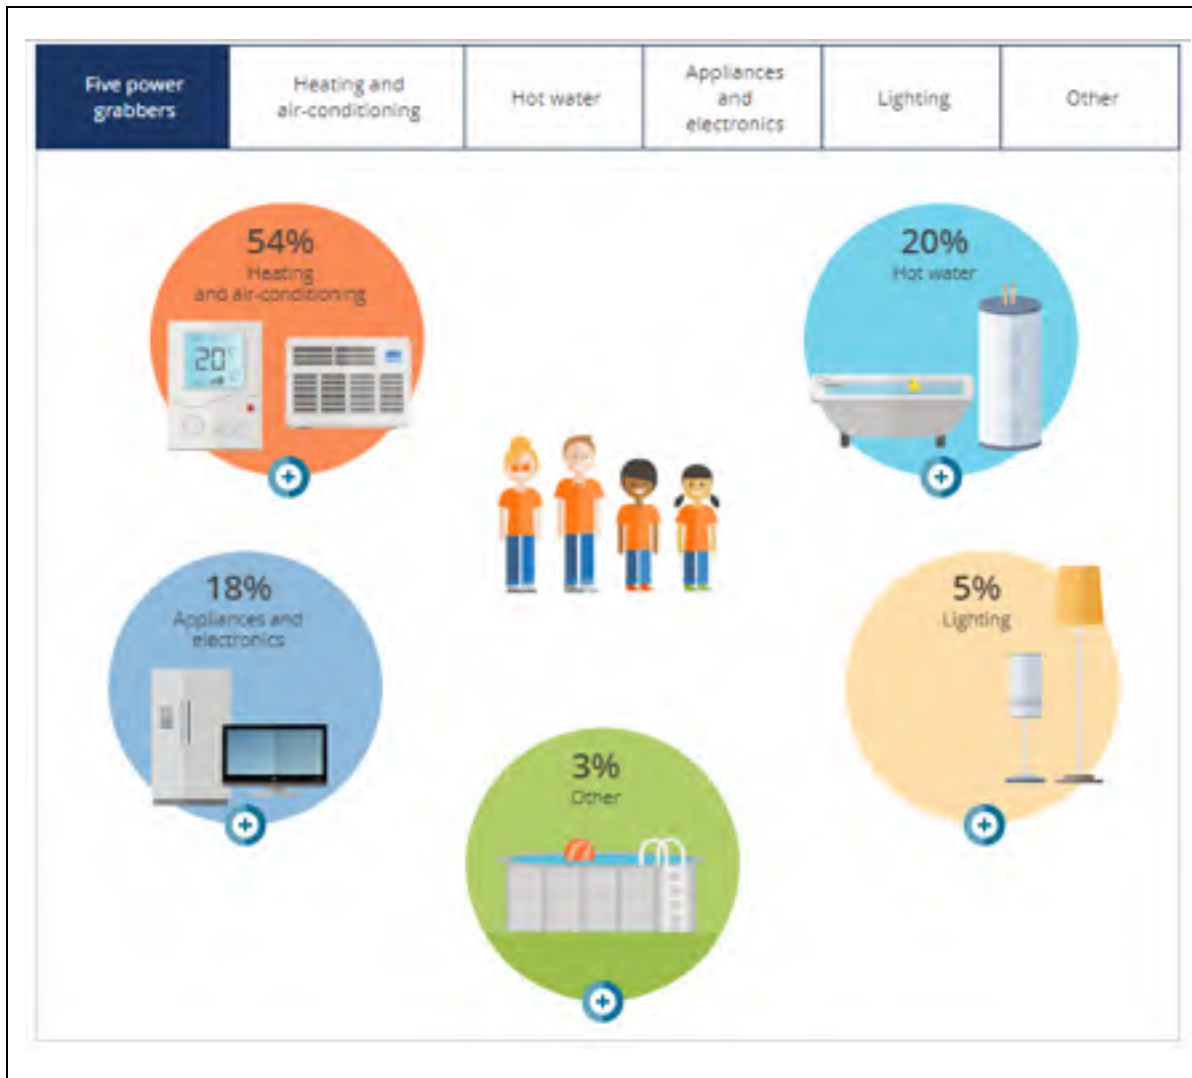 Five power
grabbers
Heating and
air-conditioning
Hot water
Appliances
and
electronics
Lighting
Other
54%
Heating
and air-conditioning
20°
20%
Hot water
18%
Appliances and
electronics
5%
Lighting
3%
Other